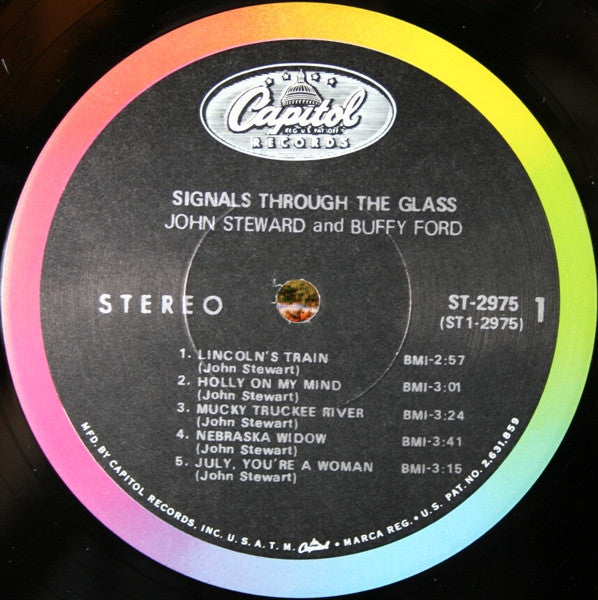 Capitol
REG. U.S. PAT. OFF.
RECORDS
SIGNALS THROUGH THE GLASS
JOHN STEWARD and BUFFY FORD
STEREO
ST-2975
(ST1-2975)
1
1. LINCOLN'S TRAIN BMI-2:57
(John Stewart)
2. HOLLY ON MY MIND BMI-3:01
(John Stewart)
3. MUCKY TRUCKEE RIVER BMI-3:24
(John Stewart)
4. NEBRASKA WIDOW BMI-3:41
(John Stewart)
5. JULY, YOU'RE A WOMAN BMI-3:15
(John Stewart)
MFD. BY CAPITOL RECORDS, INC. U.S.A. T.M. Capitol • MARCA REG. • U.S. PAT. NO. 2,631,859